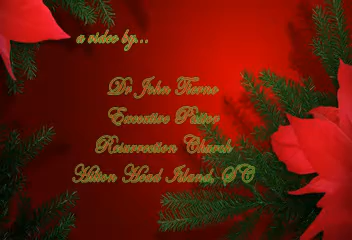 a video by...
Dr John Tierno
Executive Pastor
Resurrection Church
Hilton Head Island, SC